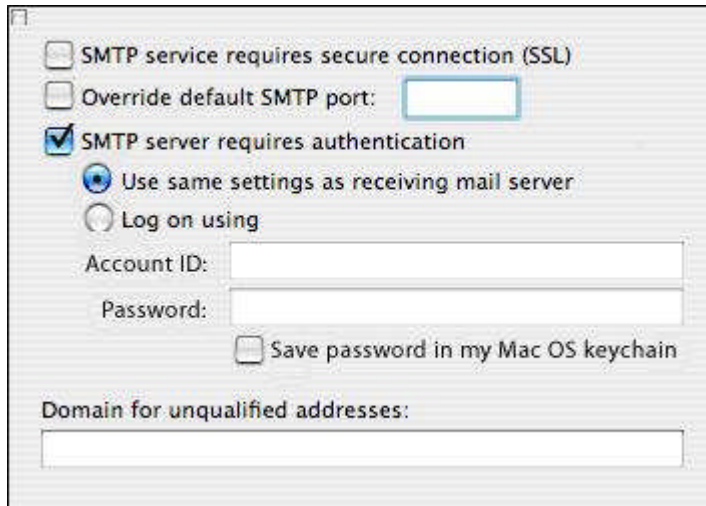 SMTP service requires secure connection (SSL)
Override default SMTP port:
SMTP server requires authentication
Use same settings as receiving mail server
Log on using
Account ID:
Password:
Save password in my Mac OS keychain
Domain for unqualified addresses: